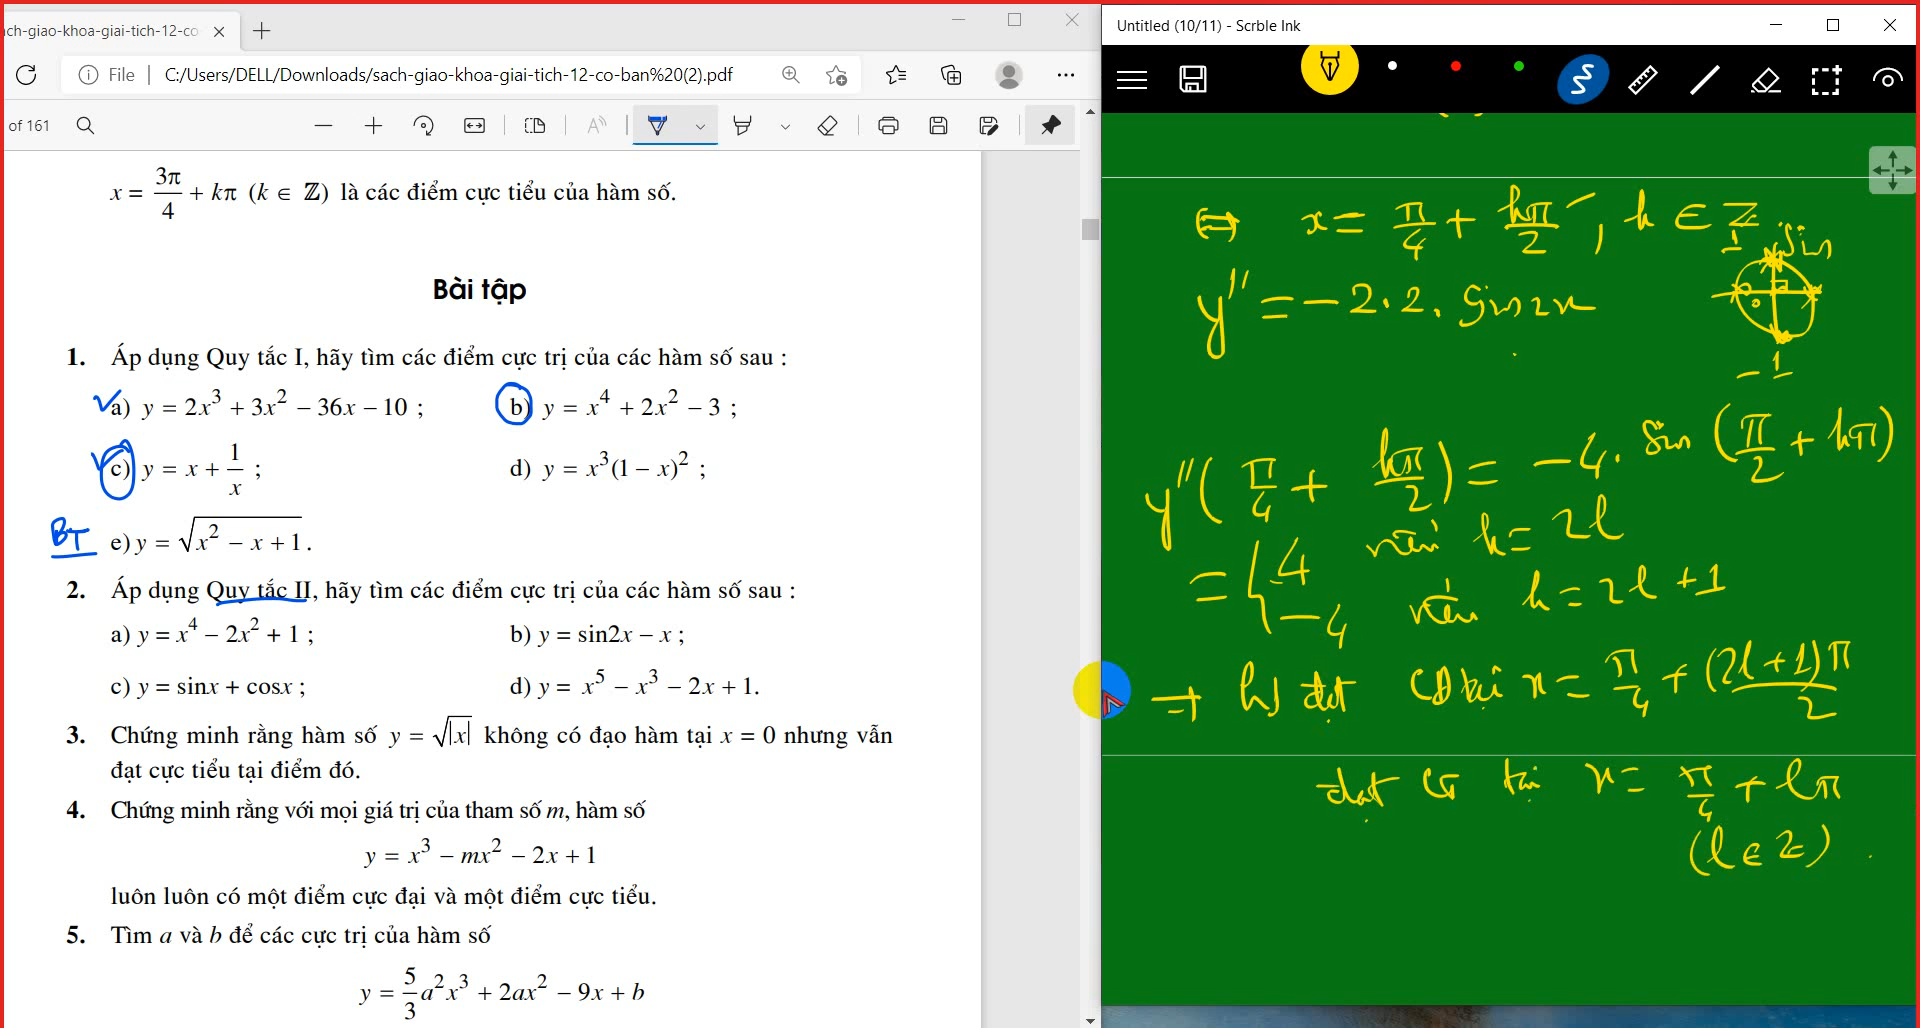 ach-giao-khoa-giai-tich-12-co
File | C:/Users/DELL/Downloads/sach-giao-khoa-giai-tich-12-co-ban%20(2).pdf
of 161
x = 3π/4 + kπ (k ∈ ℤ) là các điểm cực tiểu của hàm số.
Bài tập
1. Áp dụng Quy tắc I, hãy tìm các điểm cực trị của các hàm số sau :
a) y = 2x³ + 3x² − 36x − 10 ; b) y = x⁴ + 2x² − 3 ;
c) y = x + 1/x ; d) y = x³(1 − x)² ;
BT e) y = √(x² − x + 1).
2. Áp dụng Quy tắc II, hãy tìm các điểm cực trị của các hàm số sau :
a) y = x⁴ − 2x² + 1 ; b) y = sin2x − x ;
c) y = sinx + cosx ; d) y = x⁵ − x³ − 2x + 1.
3. Chứng minh rằng hàm số y = √|x| không có đạo hàm tại x = 0 nhưng vẫn
đạt cực tiểu tại điểm đó.
4. Chứng minh rằng với mọi giá trị của tham số m, hàm số
y = x³ − mx² − 2x + 1
luôn luôn có một điểm cực đại và một điểm cực tiểu.
5. Tìm a và b để các cực trị của hàm số
y = 5/3 a²x³ + 2ax² − 9x + b
Untitled (10/11) - Scrble Ink
⇔ x = π/4 + kπ/2 , k ∈ Z
1 sin
y'' = −2.2. sin2x
−1
y''(π/4 + kπ/2) = −4. sin (π/2 + kπ)
= { -4 nếu k = 2l
−4 nếu k = 2l + 1
→ hs đạt CĐ tại x = π/4 + (2l+1)π/2
đạt CT tại x = π/4 + lπ
(l ∈ Z)